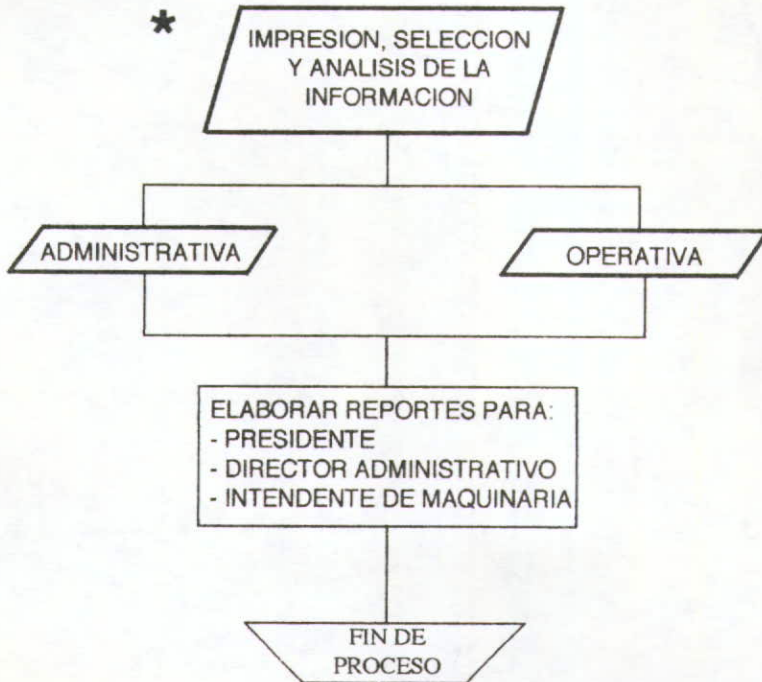 *
IMPRESION, SELECCION
Y ANALISIS DE LA
INFORMACION
ADMINISTRATIVA
OPERATIVA
ELABORAR REPORTES PARA:
- PRESIDENTE
- DIRECTOR ADMINISTRATIVO
- INTENDENTE DE MAQUINARIA
FIN DE
PROCESO